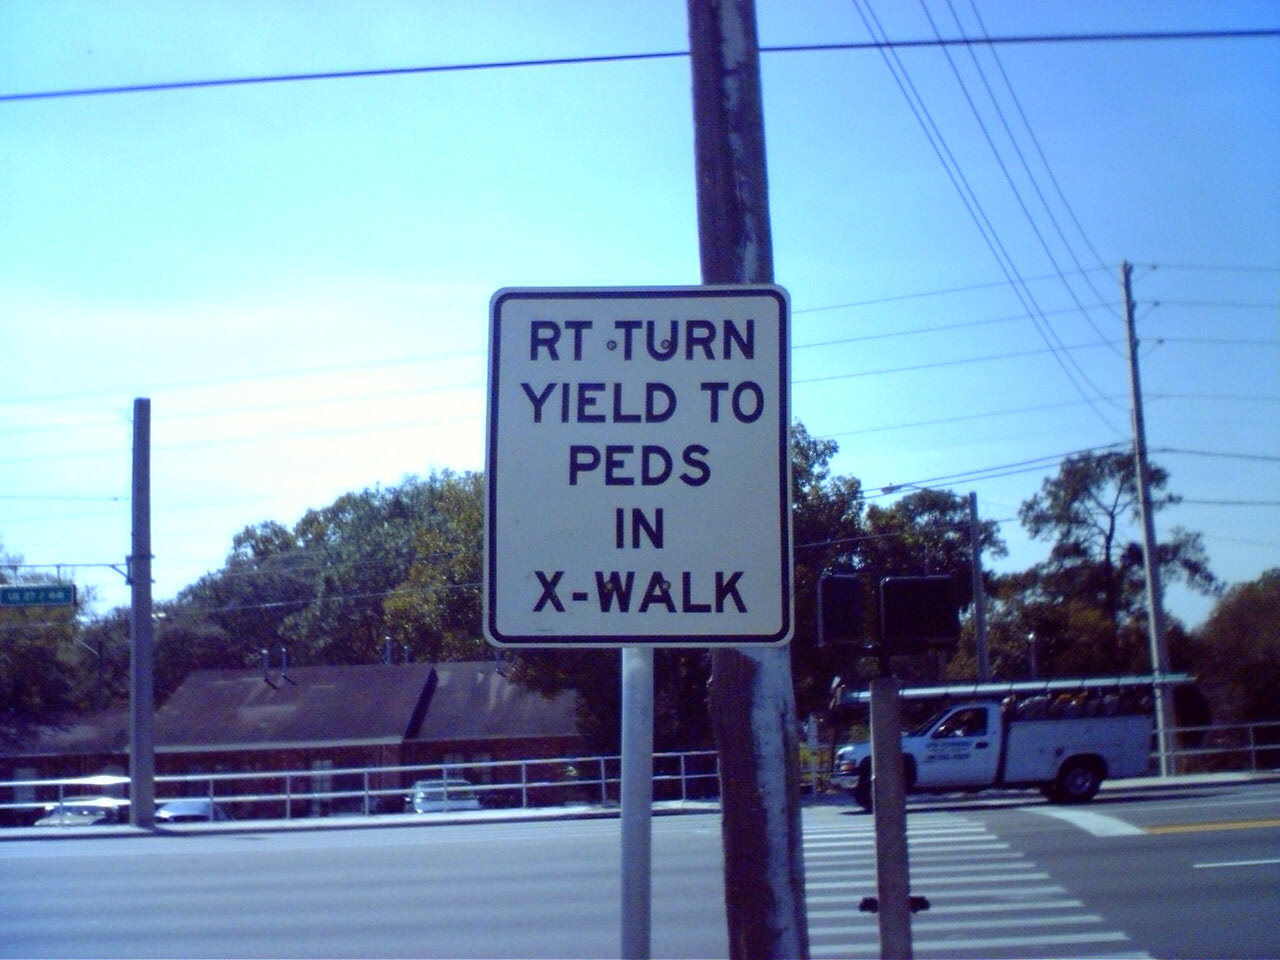 RT TURN
YIELD TO
PEDS
IN
X-WALK